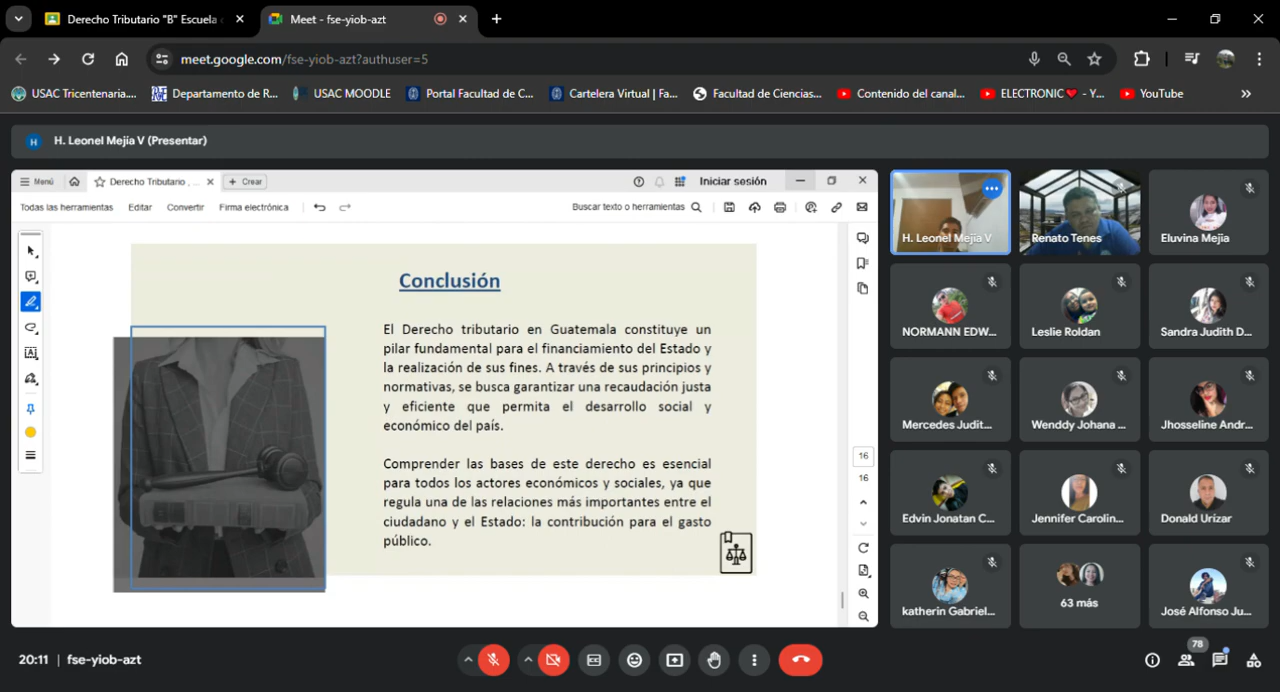 Derecho Tributario "B" Escuela
Meet - fse-yiob-azt
meet.google.com/fse-yiob-azt?authuser=5
USAC Tricentenaria....
Departamento de R...
USAC MOODLE
Portal Facultad de C...
Cartelera Virtual | Fa...
Facultad de Ciencias...
Contenido del canal...
ELECTRONIC❤ - Y...
YouTube
H
H. Leonel Mejía V (Presentar)
Menú
Derecho Tributario , ...
+ Crear
Iniciar sesión
Todas las herramientas
Editar
Convertir
Firma electrónica
Buscar texto o herramientas
Conclusión
El Derecho tributario en Guatemala constituye un
pilar fundamental para el financiamiento del Estado y
la realización de sus fines. A través de sus principios y
normativas, se busca garantizar una recaudación justa
y eficiente que permita el desarrollo social y
económico del país.
Comprender las bases de este derecho es esencial
para todos los actores económicos y sociales, ya que
regula una de las relaciones más importantes entre el
ciudadano y el Estado: la contribución para el gasto
público.
16
16
H. Leonel Mejía V
Renato Tenes
Eluvina Mejia
NORMANN EDW...
Leslie Roldan
Sandra Judith D...
Mercedes Judit...
Wenddy Johana ...
Jhosseline Andr...
Edvin Jonatan C...
Jennifer Carolin...
Donald Urízar
katherin Gabriel...
63 más
José Alfonso Ju...
20:11 | fse-yiob-azt
78